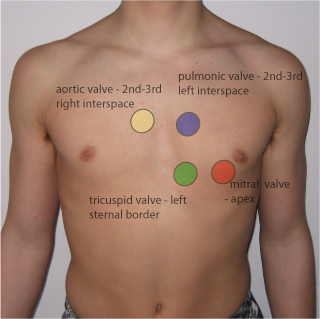 aortic valve - 2nd-3rd
right interspace
pulmonic valve - 2nd-3rd
left interspace
tricuspid valve - left
sternal border
mitral valve
- apex